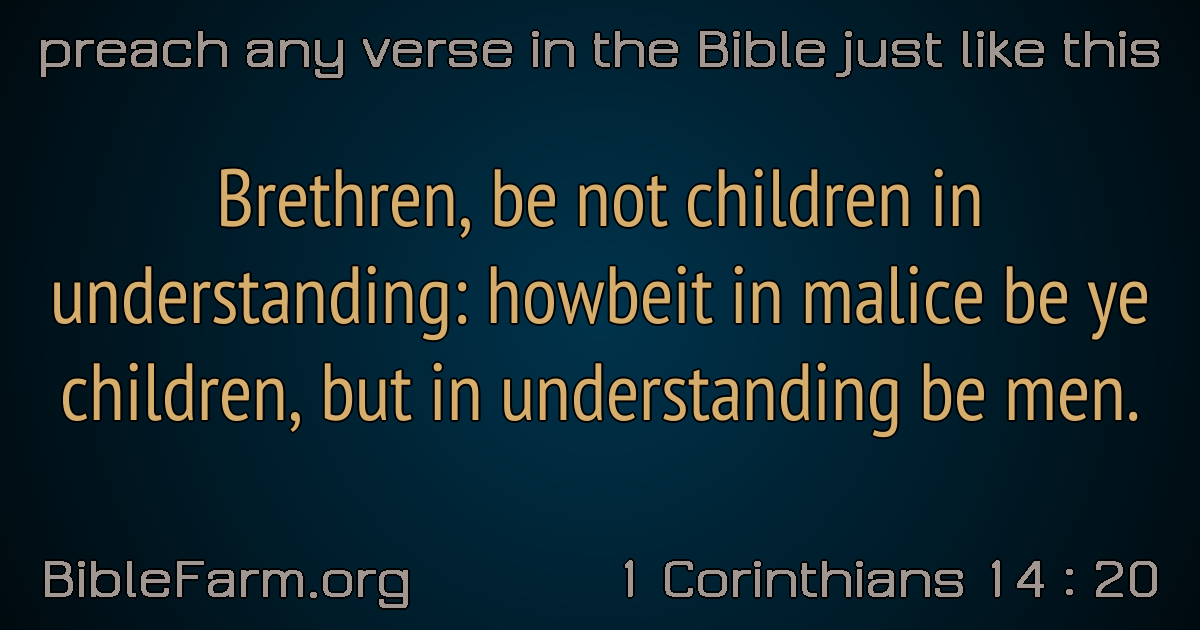 preach any verse in the Bible just like this
Brethren, be not children in
understanding: howbeit in malice be ye
children, but in understanding be men.
BibleFarm.org
1 Corinthians 14 : 20